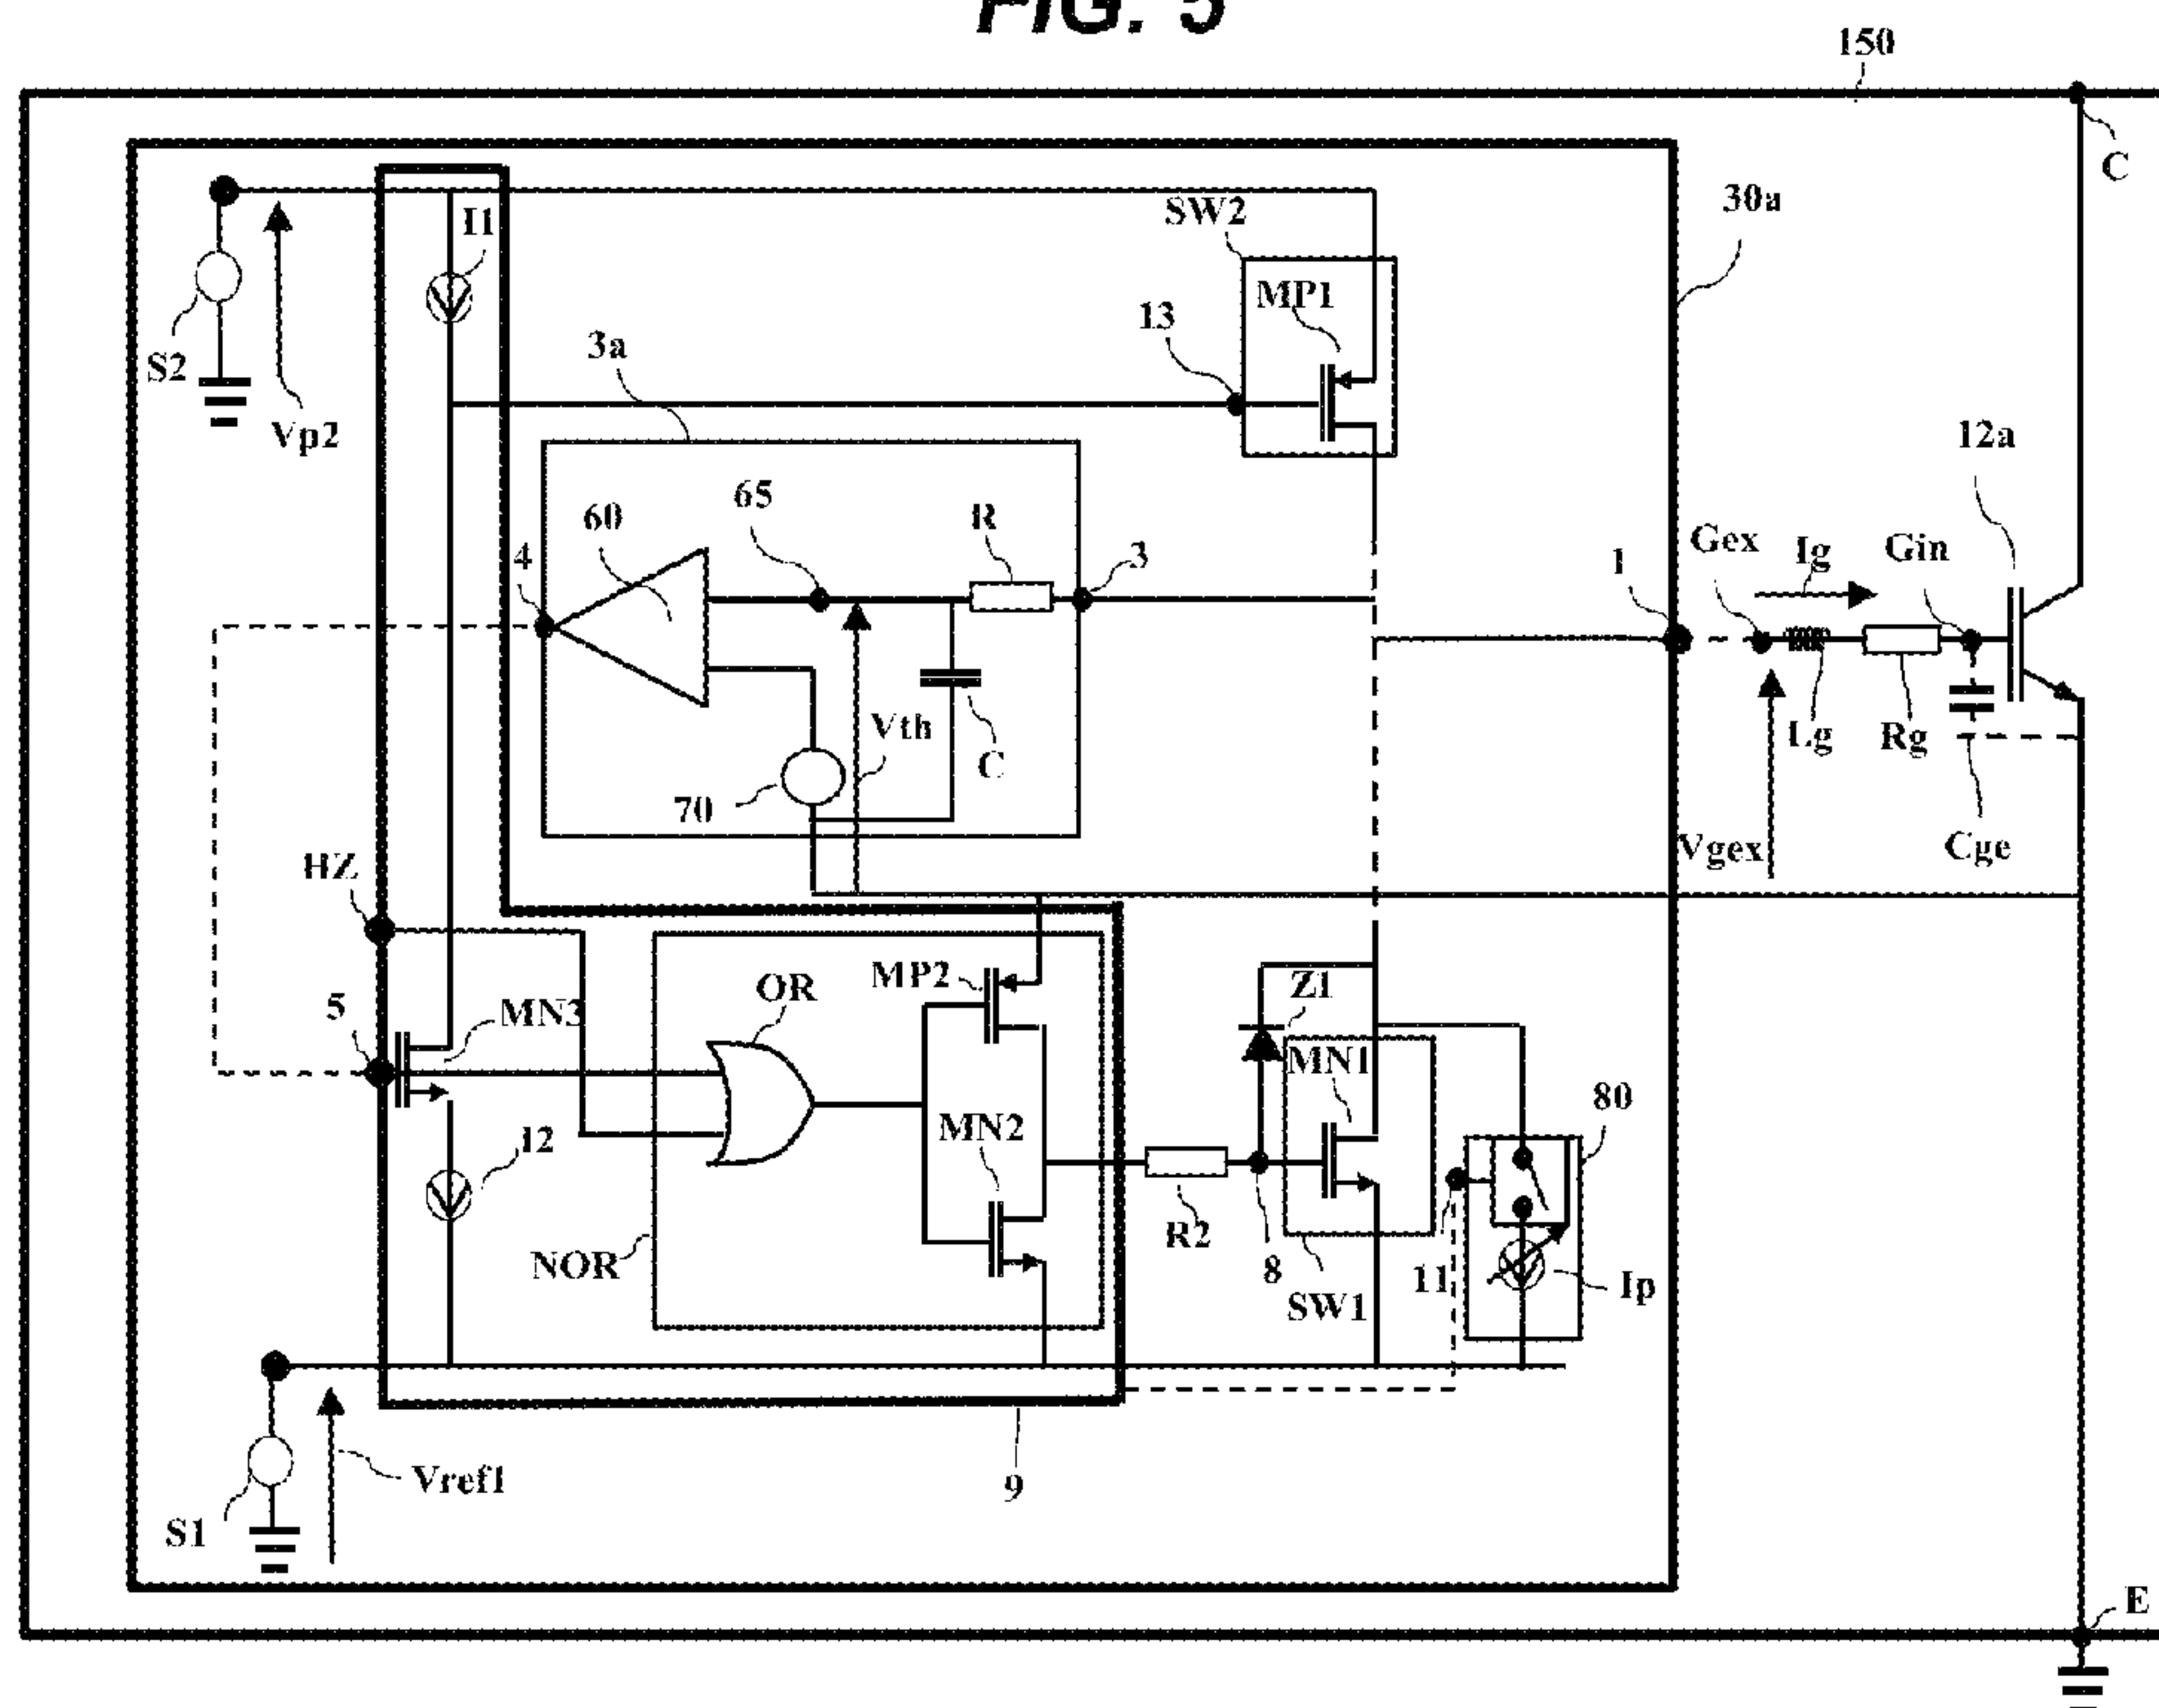 FIG. 5
150
C
30a
SW2
I1
MP1
13
S2
3a
Vp2
12a
65
60
R
4
3
1
Gex
Ig
Gin
Vth
C
Lg
Rg
70
Vgex
Cge
HZ
MP2
OR
Z1
5
MN3
MN1
80
MN2
12
R2
8
11
Ip
NOR
SW1
Vref1
9
S1
E